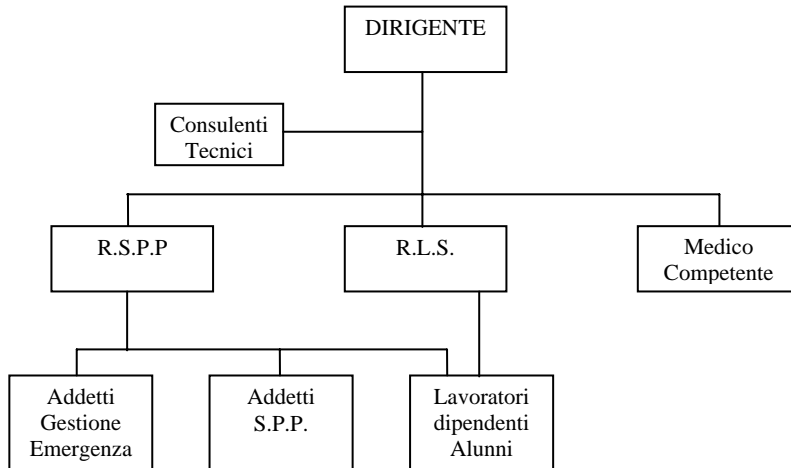 DIRIGENTE
Consulenti
Tecnici
R.S.P.P
R.L.S.
Medico
Competente
Addetti
Gestione
Emergenza
Addetti
S.P.P.
Lavoratori
dipendenti
Alunni